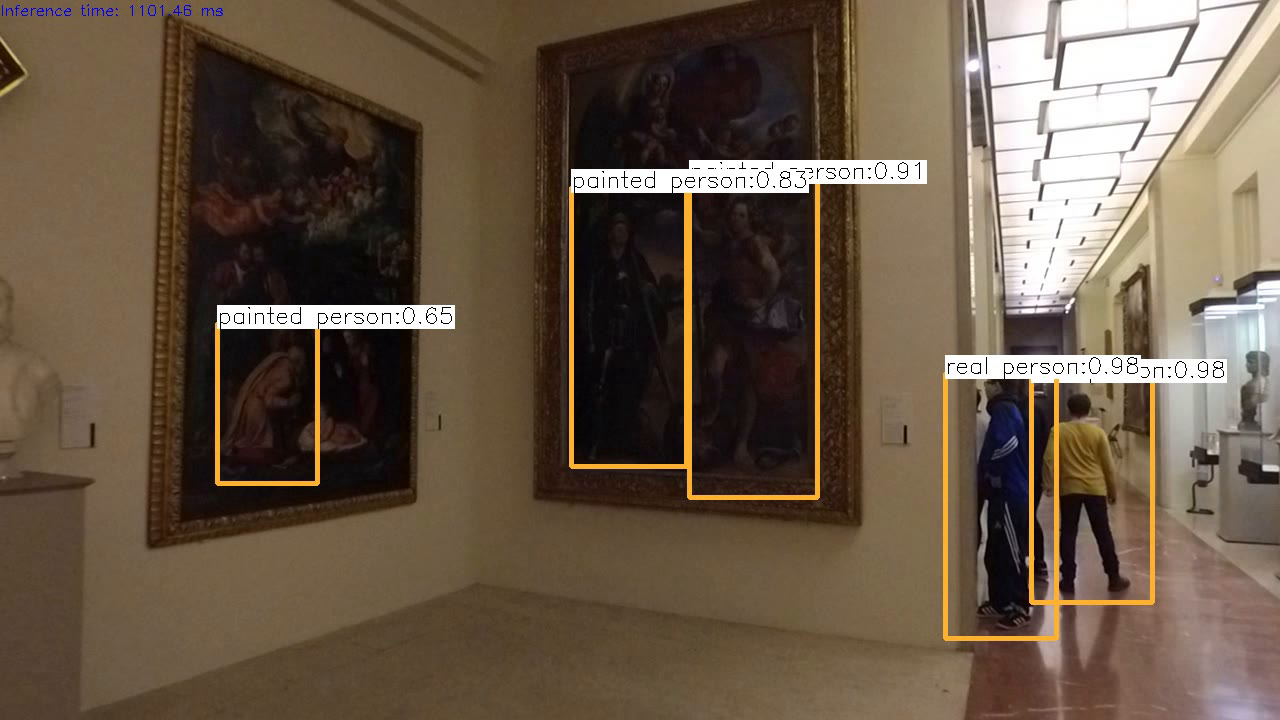 Inference time: 1101.46 ms
painted person:0.91
painted person:0.83
painted person:0.65
real person:0.98
on:0.98